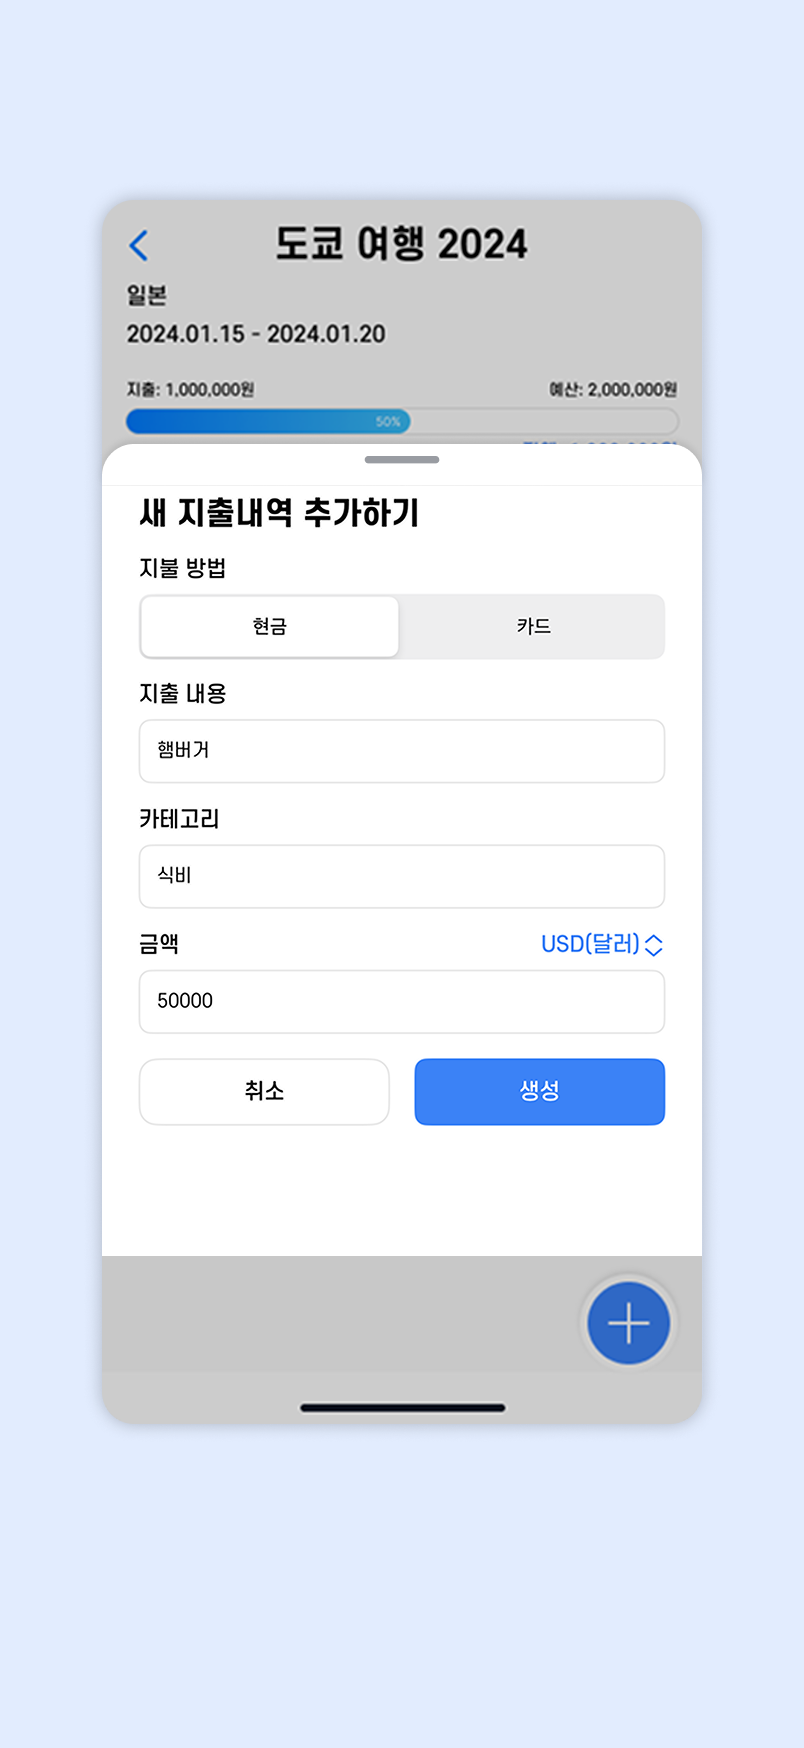 도쿄 여행 2024
일본
2024.01.15 - 2024.01.20
지출: 1,000,000원 예산: 2,000,000원
50%
새 지출내역 추가하기
지불 방법
현금 카드
지출 내용
햄버거
카테고리
식비
금액 USD(달러)
50000
취소 생성